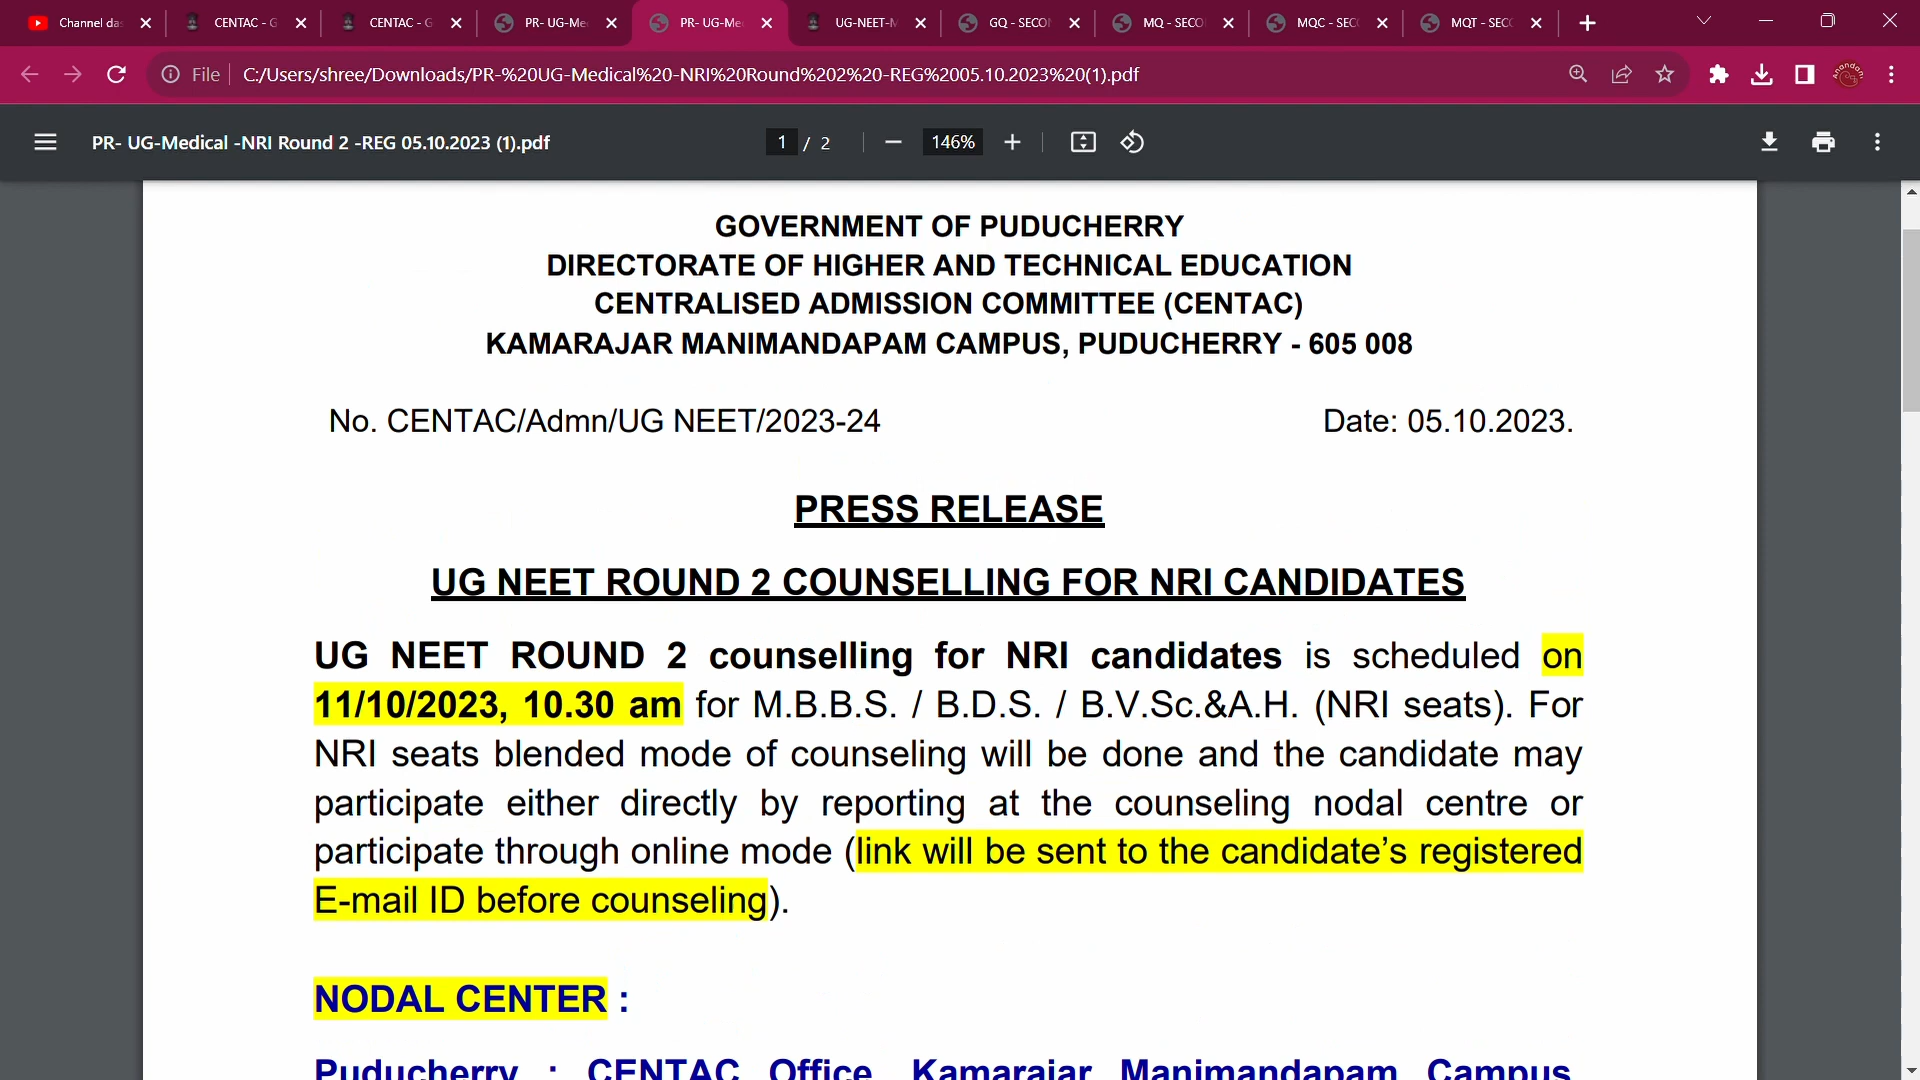 Channel da
CENTAC - G
CENTAC - G
PR- UG-Me
PR- UG-Me
UG-NEET-M
GQ - SECO
MQ - SECO
MQC - SEC
MQT - SEC
File
C:/Users/shree/Downloads/PR-%20UG-Medical%20-NRI%20Round%202%20-REG%2005.10.2023%20(1).pdf
PR- UG-Medical -NRI Round 2 -REG 05.10.2023 (1).pdf
1 / 2
146%
GOVERNMENT OF PUDUCHERRY
DIRECTORATE OF HIGHER AND TECHNICAL EDUCATION
CENTRALISED ADMISSION COMMITTEE (CENTAC)
KAMARAJAR MANIMANDAPAM CAMPUS, PUDUCHERRY - 605 008
No. CENTAC/Admn/UG NEET/2023-24 Date: 05.10.2023.
PRESS RELEASE
UG NEET ROUND 2 COUNSELLING FOR NRI CANDIDATES
UG NEET ROUND 2 counselling for NRI candidates is scheduled on
11/10/2023, 10.30 am for M.B.B.S. / B.D.S. / B.V.Sc.&A.H. (NRI seats). For
NRI seats blended mode of counseling will be done and the candidate may
participate either directly by reporting at the counseling nodal centre or
participate through online mode (link will be sent to the candidate’s registered
E-mail ID before counseling).
NODAL CENTER :
Puducherry : CENTAC Office, Kamarajar Manimandapam Campus,